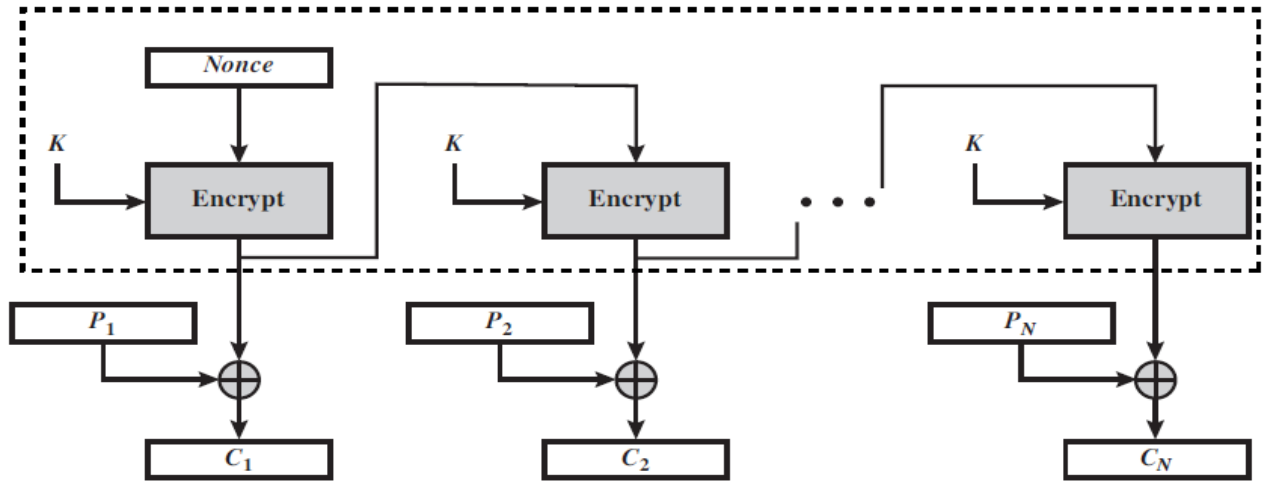 Nonce
K K K
Encrypt Encrypt • • • Encrypt
P1 P2 PN
C1 C2 CN